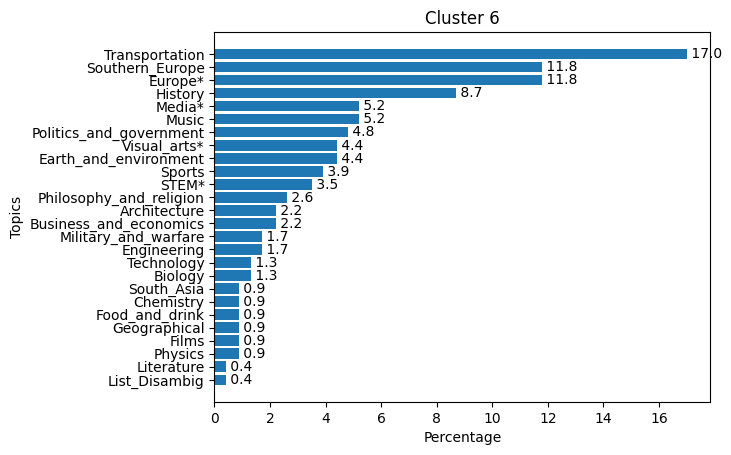 Cluster 6
Transportation 17.0
Southern_Europe 11.8
Europe* 11.8
History 8.7
Media* 5.2
Music 5.2
Politics_and_government 4.8
Visual_arts* 4.4
Earth_and_environment 4.4
Sports 3.9
STEM* 3.5
Philosophy_and_religion 2.6
Architecture 2.2
Business_and_economics 2.2
Military_and_warfare 1.7
Engineering 1.7
Technology 1.3
Biology 1.3
South_Asia 0.9
Chemistry 0.9
Food_and_drink 0.9
Geographical 0.9
Films 0.9
Physics 0.9
Literature 0.4
List_Disambig 0.4
Topics
0 2 4 6 8 10 12 14 16
Percentage